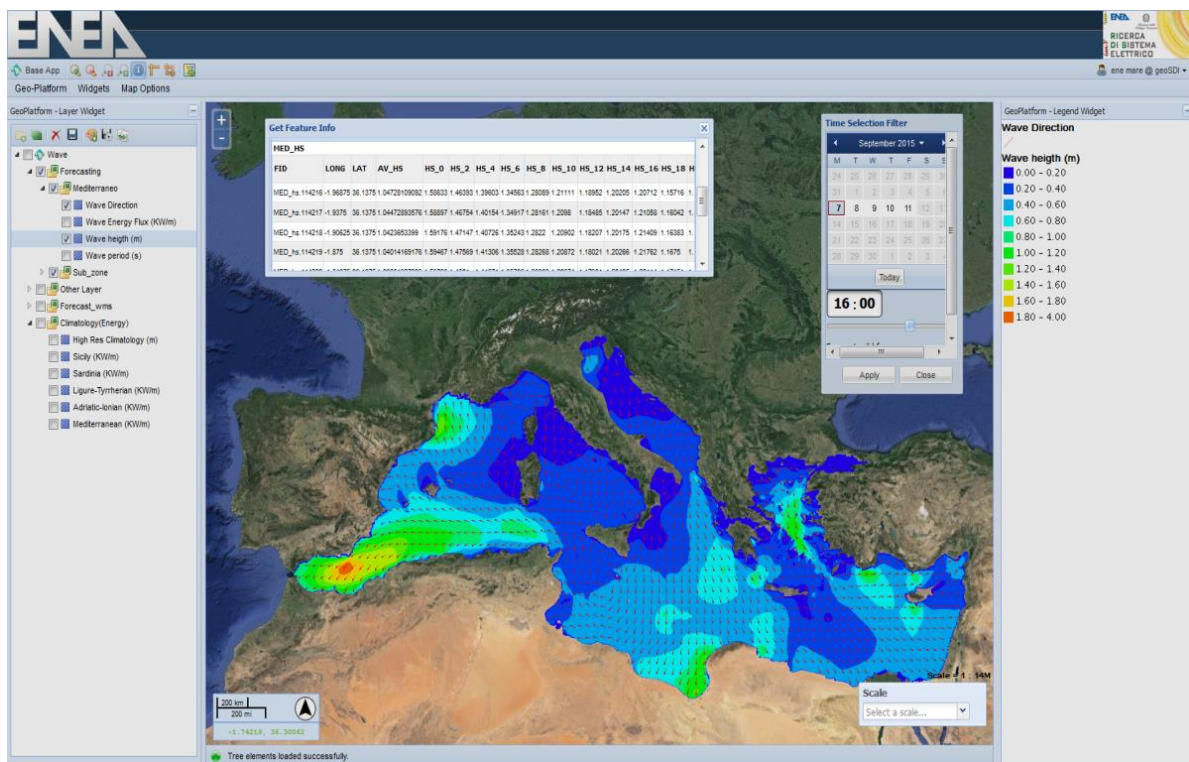 ENEA
ENEA
RICERCA
DI SISTEMA
ELETTRICO
Base App
ene mare @ geoSDI
Geo-Platform Widgets Map Options
GeoPlatform - Layer Widget
Wave
Forecasting
Mediterraneo
Wave Direction
Wave Energy Flux (KW/m)
Wave heigth (m)
Wave period (s)
Sub_zone
Other Layer
Forecast_wms
Climatology(Energy)
High Res Climatology (m)
Sicily (KW/m)
Sardinia (KW/m)
Ligure-Tyrrherian (KW/m)
Adriatic-Ionian (KW/m)
Mediterranean (KW/m)
+
-
Get Feature Info
MED_HS
FID LONG LAT AV_HS HS_0 HS_2 HS_4 HS_6 HS_8 HS_10 HS_12 HS_14 HS_16 HS_18 H
MED_hs.114216 -1.96875 36.1375 1.04728109082 1.58633 1.46393 1.39603 1.34563 1.28089 1.21111 1.18952 1.20205 1.20712 1.15716 1.
MED_hs.114217 -1.9375 36.1375 1.04472893576 1.58897 1.46754 1.40154 1.34917 1.28161 1.2098 1.18485 1.20147 1.21058 1.16042 1.
MED_hs.114218 -1.90625 36.1375 1.0423653399 1.59176 1.47147 1.40726 1.35243 1.2822 1.20902 1.18207 1.20175 1.21409 1.16383 1.
MED_hs.114219 -1.875 36.1375 1.04014169176 1.59467 1.47569 1.41306 1.35528 1.28268 1.20872 1.18021 1.20266 1.21762 1.1675 1.
Time Selection Filter
September 2015
M T W T F S S
24 25 26 27 28 29 30
31 1 2 3 4 5 6
7 8 9 10 11 12 13
14 15 16 17 18 19 20
21 22 23 24 25 26 27
28 29 30 1 2 3 4
Today
16 : 00
Apply Close
GeoPlatform - Legend Widget
Wave Direction
Wave heigth (m)
0.00 - 0.20
0.20 - 0.40
0.40 - 0.60
0.60 - 0.80
0.80 - 1.00
1.00 - 1.20
1.20 - 1.40
1.40 - 1.60
1.60 - 1.80
1.80 - 4.00
Scale = 1 : 14M
Scale
Select a scale...
200 km
200 mi
-1.74218, 36.30062
Tree elements loaded successfully.